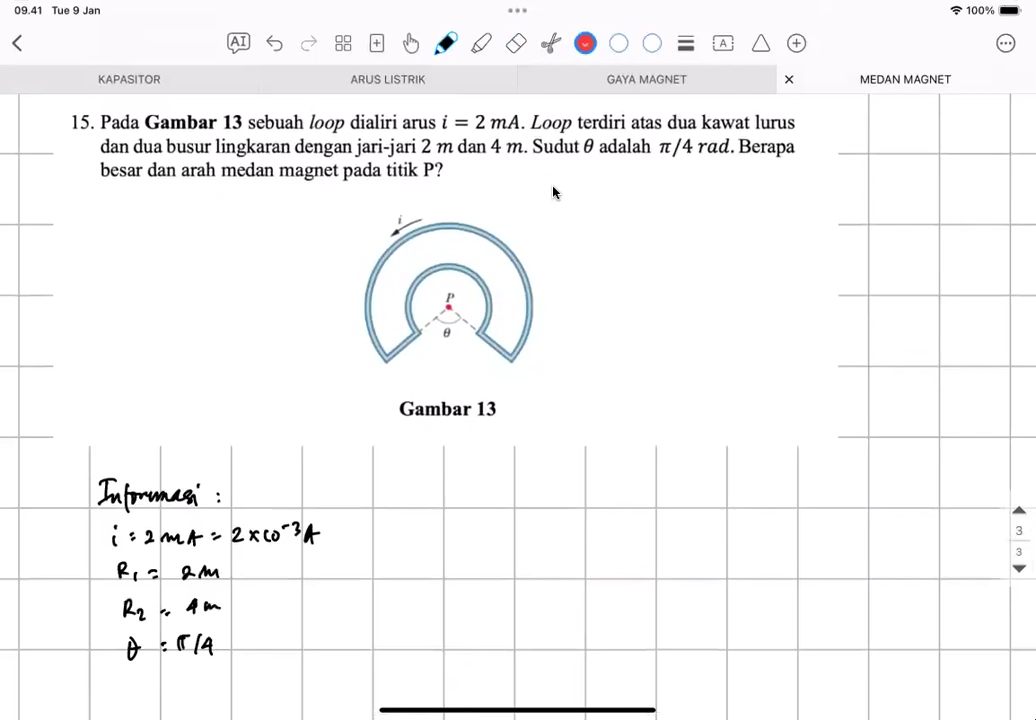 09.41 Tue 9 Jan
100%
AI
A
KAPASITOR
ARUS LISTRIK
GAYA MAGNET
MEDAN MAGNET
15. Pada Gambar 13 sebuah loop dialiri arus i = 2 mA. Loop terdiri atas dua kawat lurus
dan dua busur lingkaran dengan jari-jari 2 m dan 4 m. Sudut θ adalah π/4 rad. Berapa
besar dan arah medan magnet pada titik P?
i
P
θ
Gambar 13
Informasi :
i = 2 mA = 2 × 10⁻³ A
R₁ = 2 m
R₂ = 4 m
θ = π/4
3
3